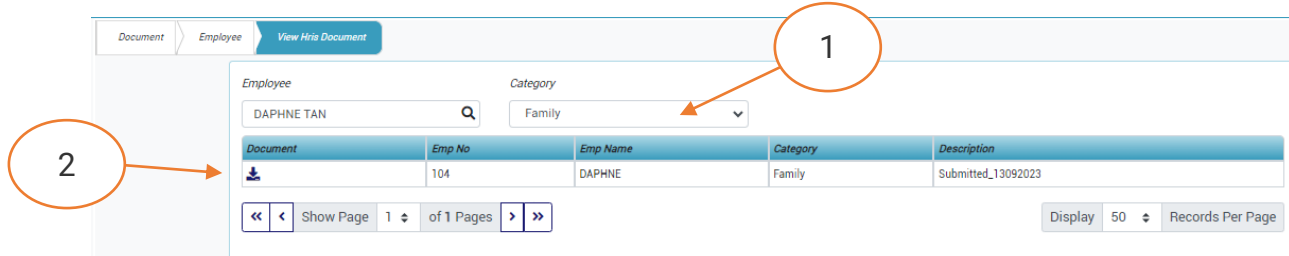 1
Document Employee View Hris Document
Employee Category
DAPHNE TAN Family
2
Document Emp No Emp Name Category Description
104 DAPHNE Family Submitted_13092023
« ‹ Show Page 1 of 1 Pages › » Display 50 Records Per Page